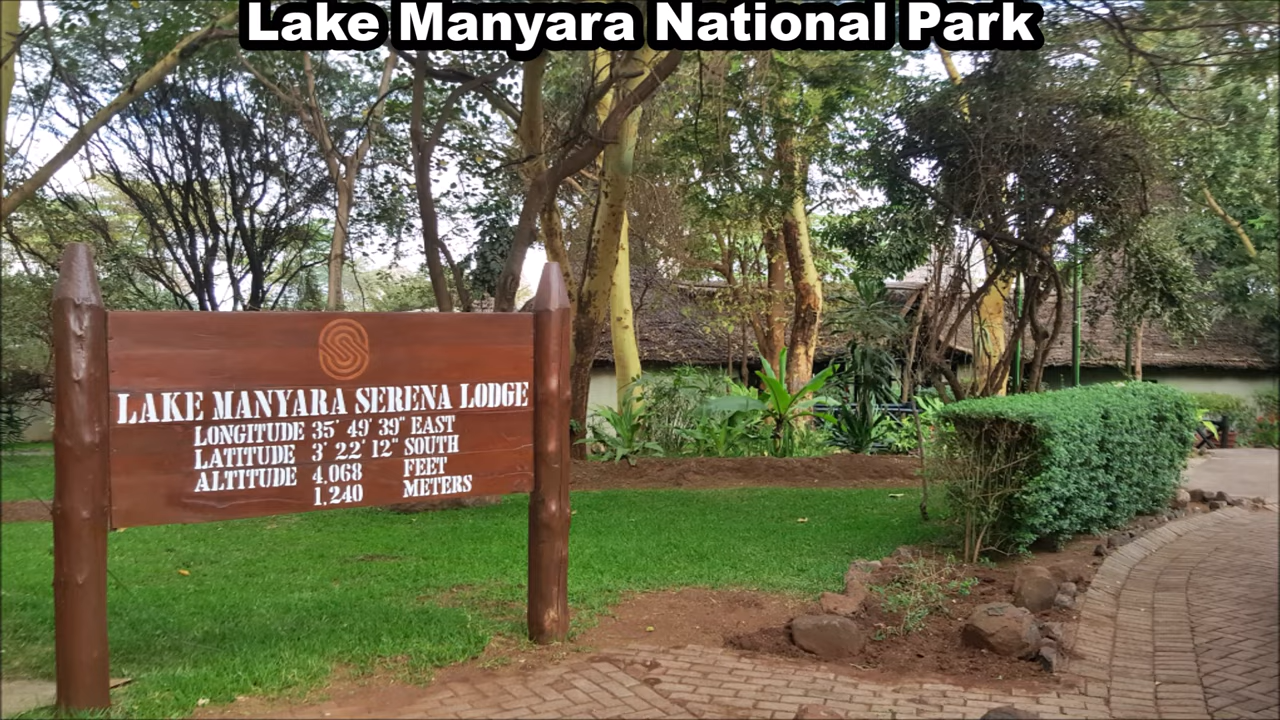 Lake Manyara National Park
LAKE MANYARA SERENA LODGE
LONGITUDE 35' 49' 39" EAST
LATITUDE 3' 22' 12" SOUTH
ALTITUDE 4,068 FEET
1,240 METERS